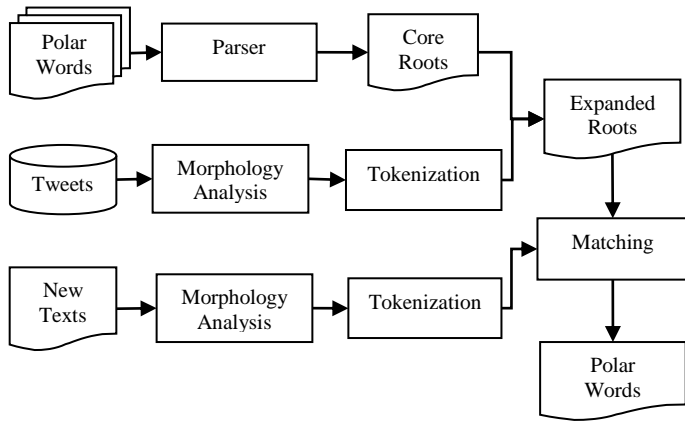 Polar
Words
Parser
Core
Roots
Expanded
Roots
Tweets
Morphology
Analysis
Tokenization
Matching
New
Texts
Morphology
Analysis
Tokenization
Polar
Words